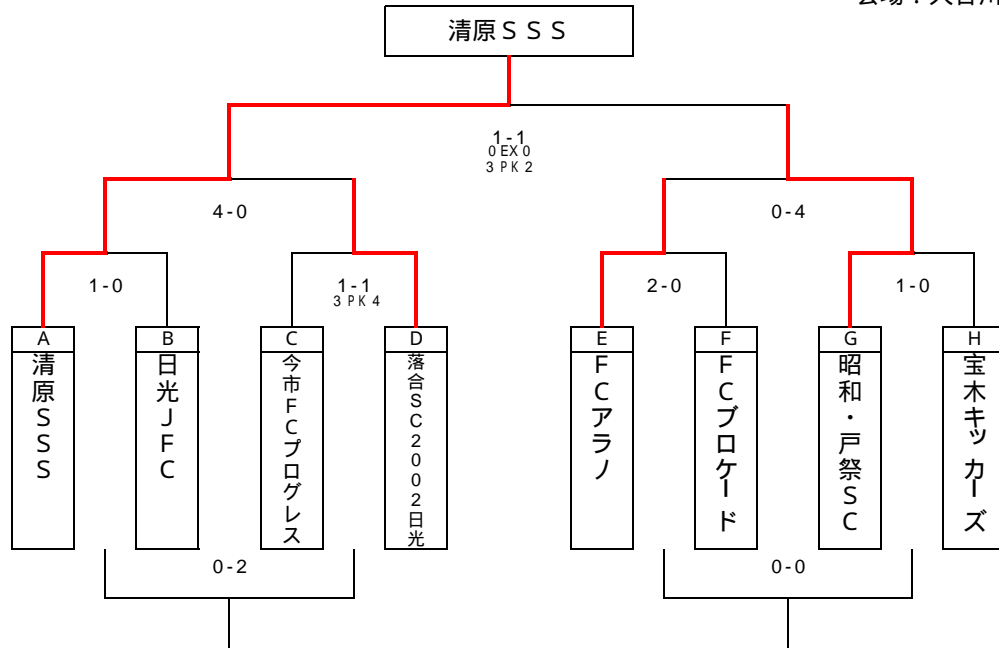 清原ＳＳＳ
1-1
0 EX 0
3 PK 2
4-0
0-4
1-0
1-1
3 PK 4
2-0
1-0
A
B
C
D
E
F
G
H
清原SSS
日光JFC
今市FCプログレス
落合SC2002日光
FCアラノ
FCブロケード
昭和・戸祭SC
宝木キッカーズ
0-2
0-0